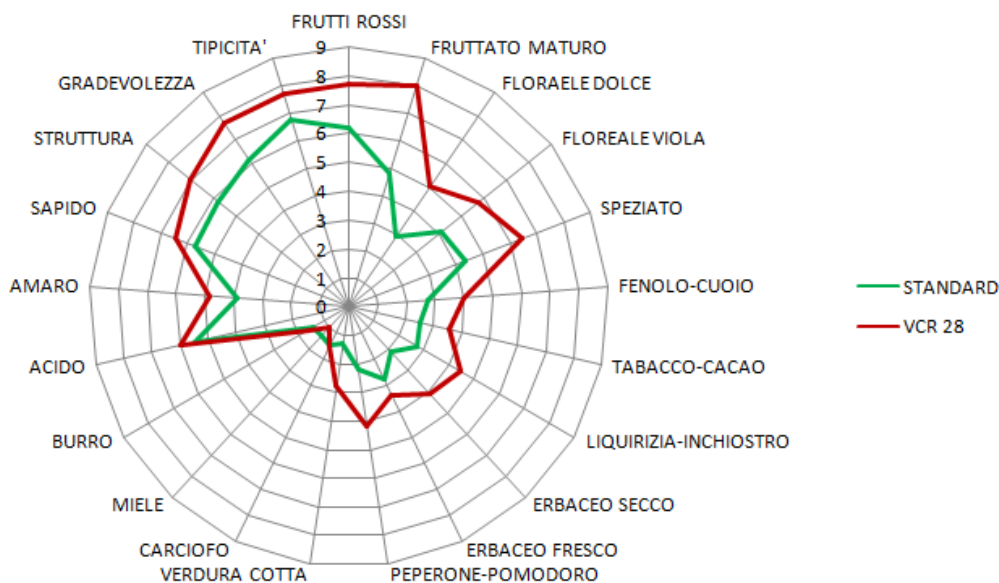 FRUTTI ROSSI
FRUTTATO MATURO
FLORAELE DOLCE
FLOREALE VIOLA
SPEZIATO
FENOLO-CUOIO
TABACCO-CACAO
LIQUIRIZIA-INCHIOSTRO
ERBACEO SECCO
ERBACEO FRESCO
PEPERONE-POMODORO
VERDURA COTTA
CARCIOFO
MIELE
BURRO
ACIDO
AMARO
SAPIDO
STRUTTURA
GRADEVOLEZZA
TIPICITA'
9
8
7
6
5
4
3
2
1
0
STANDARD
VCR 28